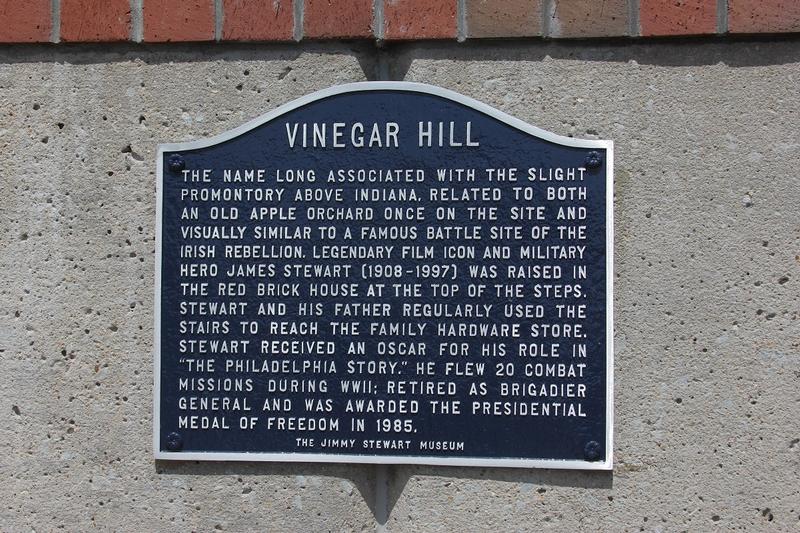 VINEGAR HILL
THE NAME LONG ASSOCIATED WITH THE SLIGHT
PROMONTORY ABOVE INDIANA, RELATED TO BOTH
AN OLD APPLE ORCHARD ONCE ON THE SITE AND
VISUALLY SIMILAR TO A FAMOUS BATTLE SITE OF THE
IRISH REBELLION. LEGENDARY FILM ICON AND MILITARY
HERO JAMES STEWART (1908-1997) WAS RAISED IN
THE RED BRICK HOUSE AT THE TOP OF THE STEPS.
STEWART AND HIS FATHER REGULARLY USED THE
STAIRS TO REACH THE FAMILY HARDWARE STORE.
STEWART RECEIVED AN OSCAR FOR HIS ROLE IN
"THE PHILADELPHIA STORY." HE FLEW 20 COMBAT
MISSIONS DURING WWII; RETIRED AS BRIGADIER
GENERAL AND WAS AWARDED THE PRESIDENTIAL
MEDAL OF FREEDOM IN 1985.
THE JIMMY STEWART MUSEUM